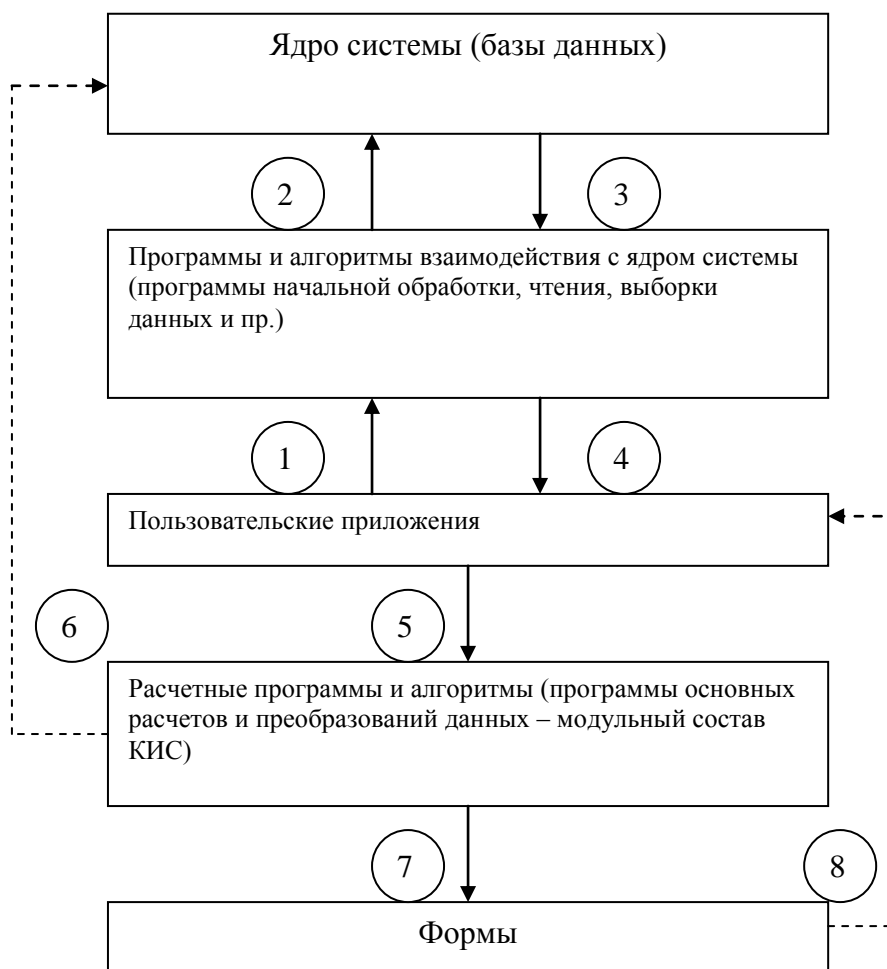 Ядро системы (базы данных)
2
3
Программы и алгоритмы взаимодействия с ядром системы
(программы начальной обработки, чтения, выборки
данных и пр.)
1
4
Пользовательские приложения
6
5
Расчетные программы и алгоритмы (программы основных
расчетов и преобразований данных – модульный состав
КИС)
7
8
Формы